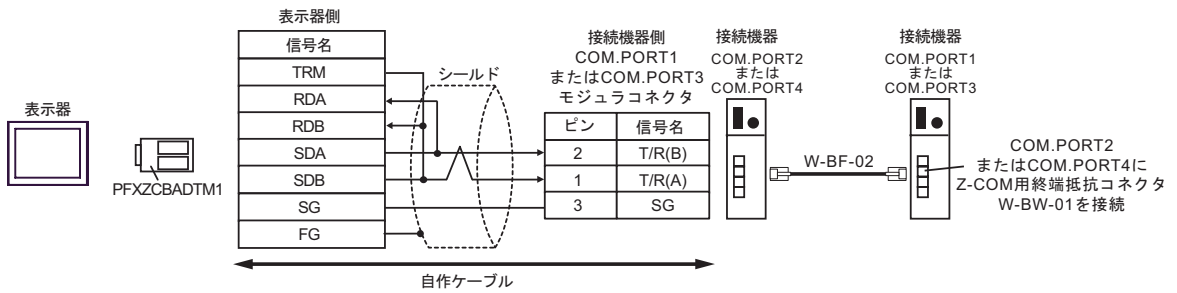 表示器
PFXZCBADTM1
表示器側
信号名
TRM
RDA
RDB
SDA
SDB
SG
FG
シールド
自作ケーブル
接続機器側
COM.PORT1
またはCOM.PORT3
モジュラコネクタ
ピン 信号名
2 T/R(B)
1 T/R(A)
3 SG
接続機器
COM.PORT2
または
COM.PORT4
W-BF-02
接続機器
COM.PORT1
または
COM.PORT3
COM.PORT2
またはCOM.PORT4に
Z-COM用終端抵抗コネクタ
W-BW-01を接続